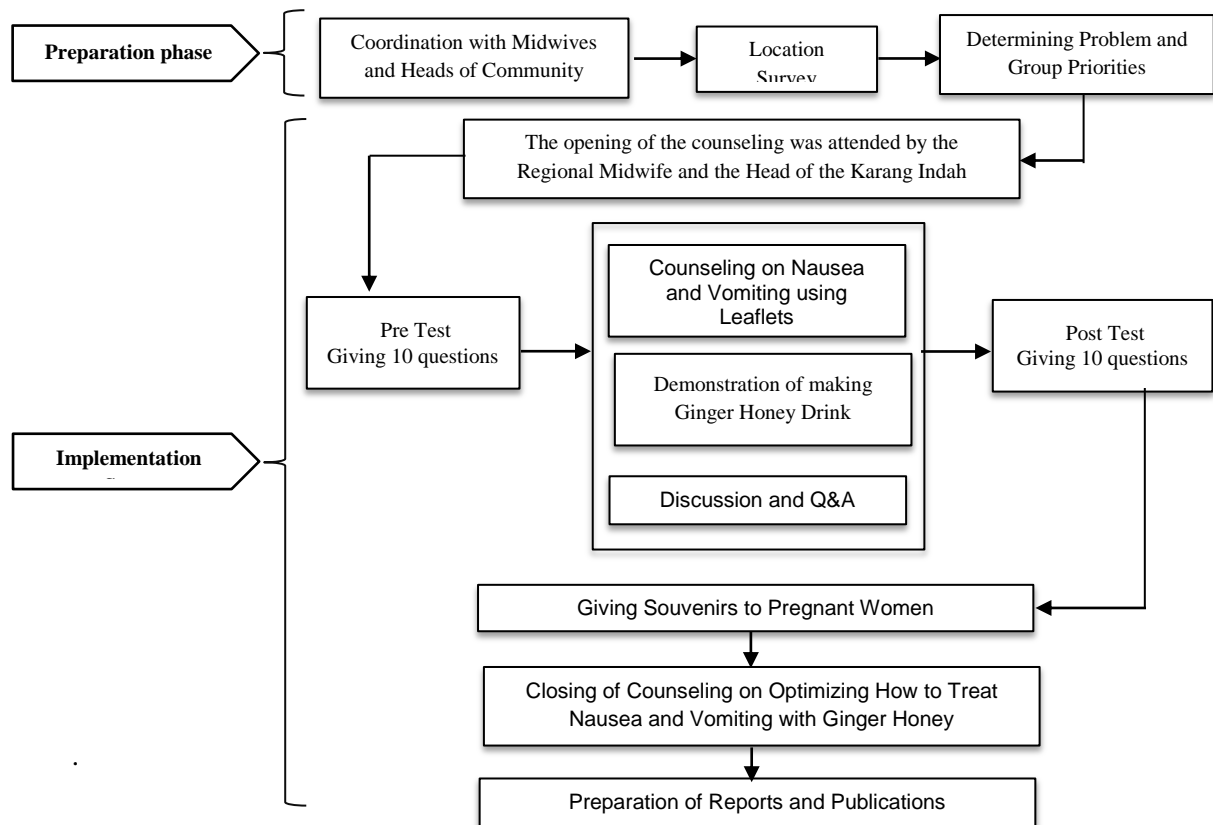 Preparation phase
Coordination with Midwives
and Heads of Community
Location
Survey
Determining Problem and
Group Priorities
The opening of the counseling was attended by the
Regional Midwife and the Head of the Karang Indah
Pre Test
Giving 10 questions
Counseling on Nausea
and Vomiting using
Leaflets
Demonstration of making
Ginger Honey Drink
Discussion and Q&A
Post Test
Giving 10 questions
Implementation
Giving Souvenirs to Pregnant Women
Closing of Counseling on Optimizing How to Treat
Nausea and Vomiting with Ginger Honey
.
Preparation of Reports and Publications